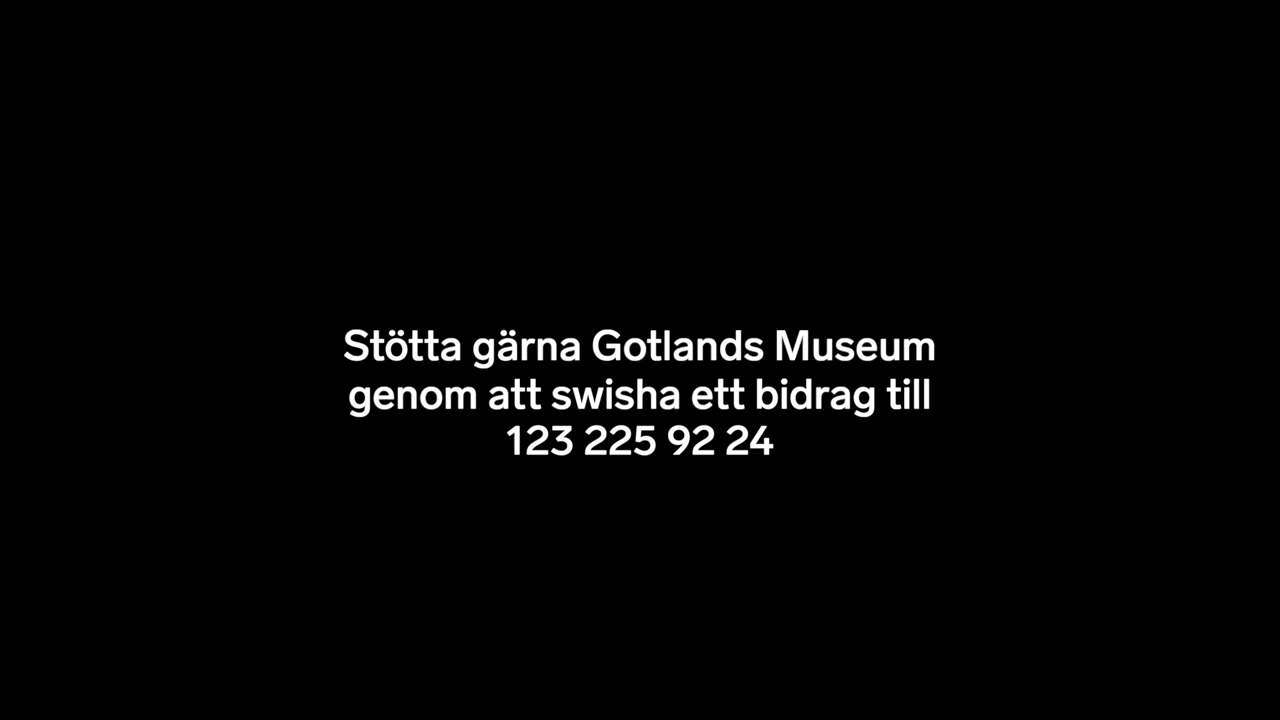 Stötta gärna Gotlands Museum
genom att swisha ett bidrag till
123 225 92 24